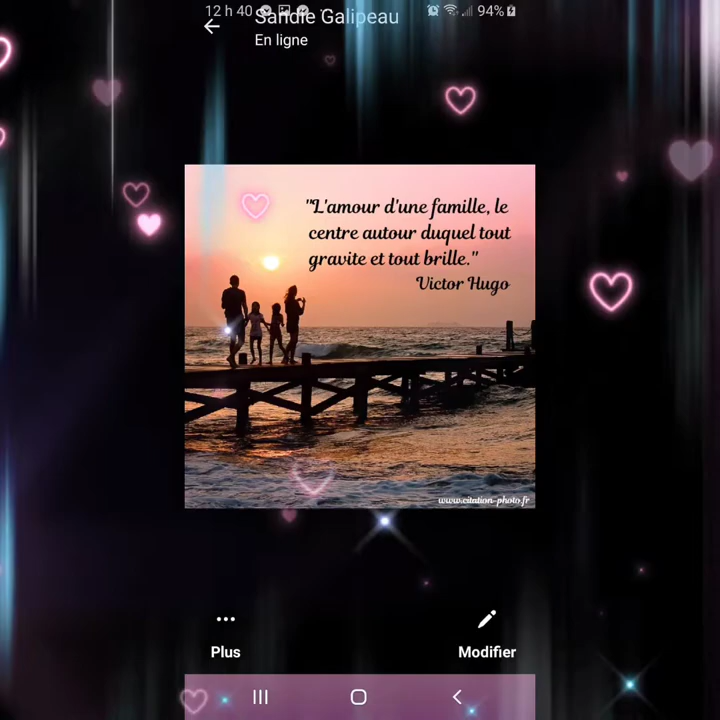 12 h 40
94%
Sandie Galipeau
En ligne
"L'amour d'une famille, le
centre autour duquel tout
gravite et tout brille."
Victor Hugo
www.citation-photo.fr
Plus
Modifier